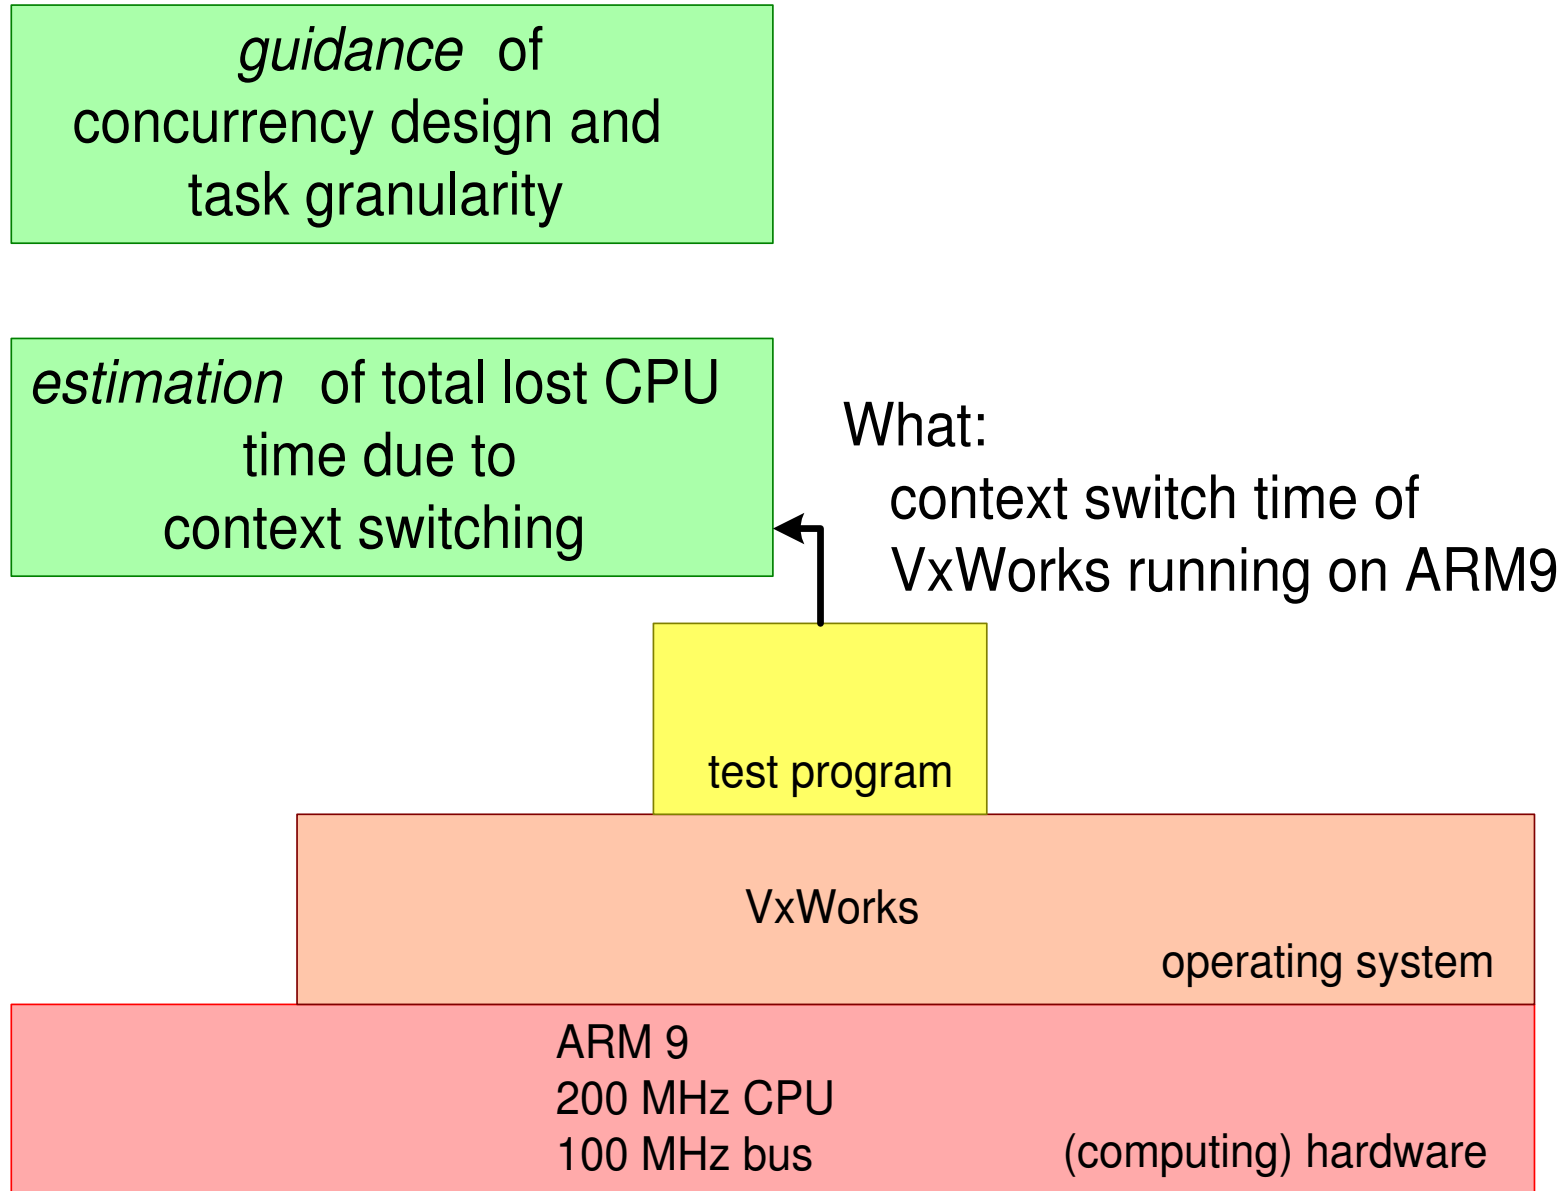 guidance of
concurrency design and
task granularity
estimation of total lost CPU
time due to
context switching
What:
context switch time of
VxWorks running on ARM9
test program
VxWorks
operating system
ARM 9
200 MHz CPU
100 MHz bus
(computing) hardware